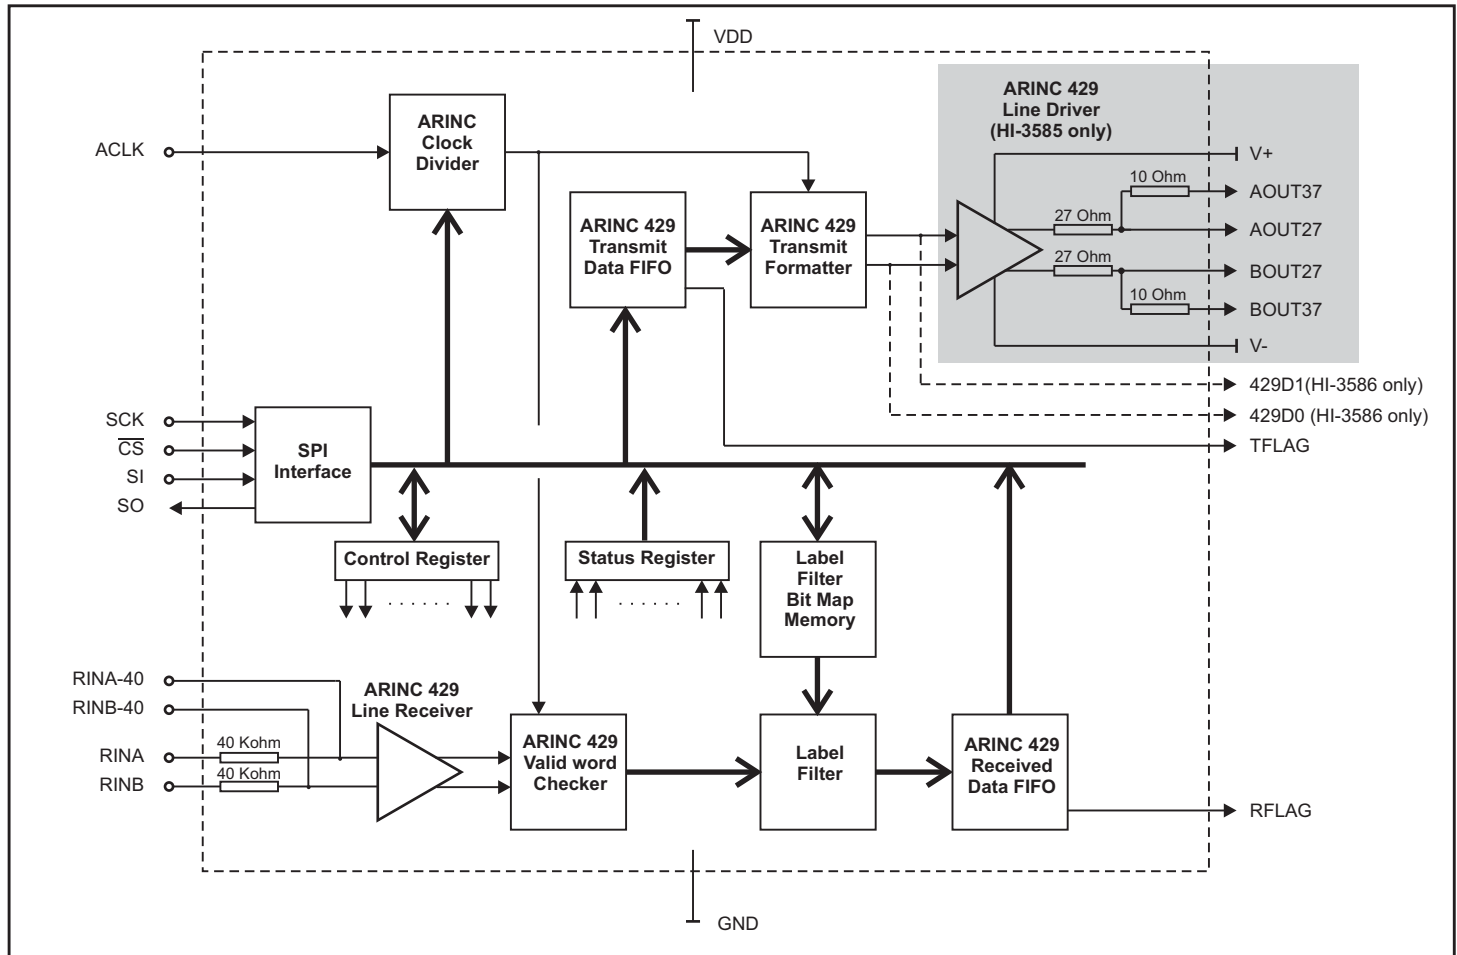 VDD
ARINC 429
Line Driver
(HI-3585 only)
ARINC
Clock
Divider
ACLK
V+
10 Ohm
AOUT37
ARINC 429
Transmit
Data FIFO
ARINC 429
Transmit
Formatter
27 Ohm
AOUT27
27 Ohm
BOUT27
10 Ohm
BOUT37
V-
429D1(HI-3586 only)
429D0 (HI-3586 only)
TFLAG
SCK
CS
SI
SO
SPI
Interface
Control Register
. . . . . .
Status Register
. . . . . .
Label
Filter
Bit Map
Memory
RINA-40
RINB-40
ARINC 429
Line Receiver
RINA
40 Kohm
RINB
40 Kohm
ARINC 429
Valid word
Checker
Label
Filter
ARINC 429
Received
Data FIFO
RFLAG
GND